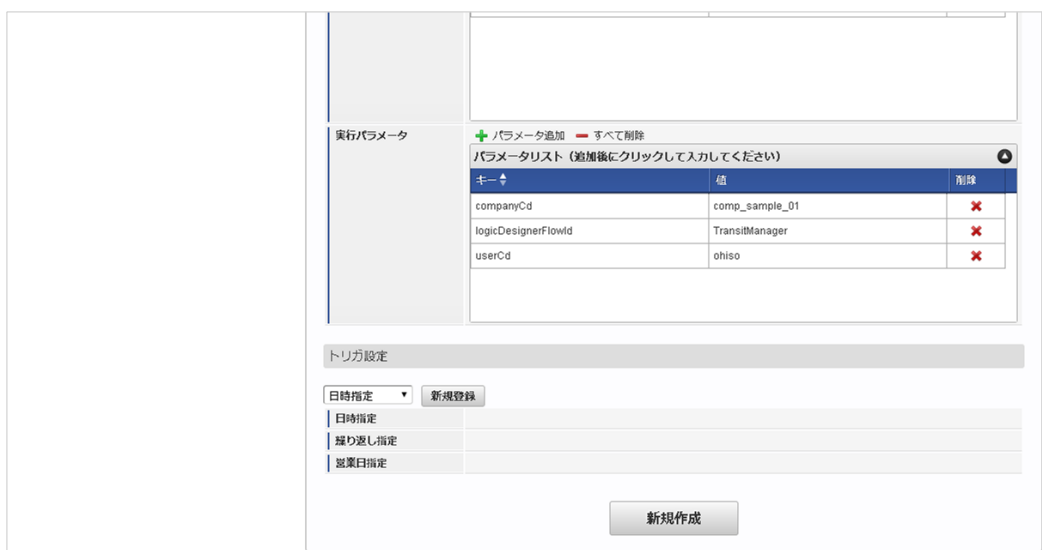 実行パラメータ
パラメータ追加 すべて削除
パラメータリスト（追加後にクリックして入力してください）
キー 値 削除
companyCd comp_sample_01
logicDesignerFlowId TransitManager
userCd ohiso
トリガ設定
日時指定 新規登録
日時指定
繰り返し指定
営業日指定
新規作成